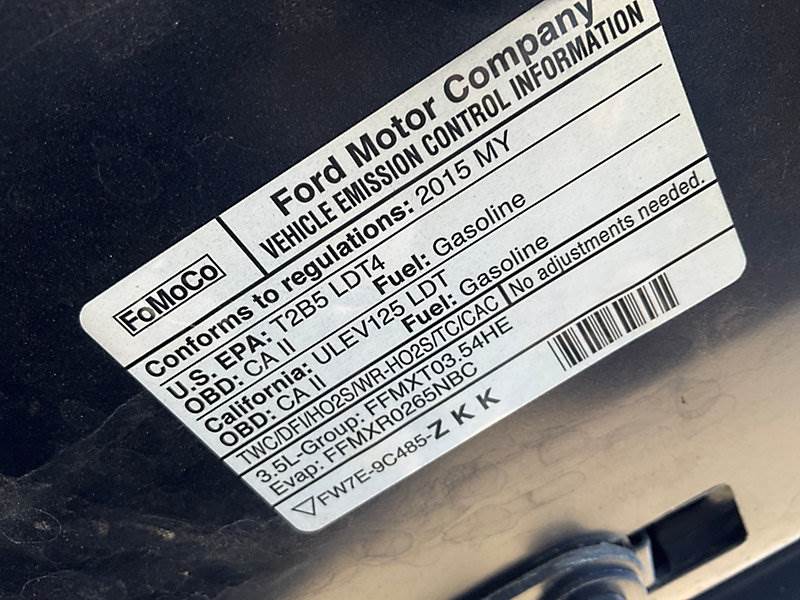 FoMoCo
Ford Motor Company
VEHICLE EMISSION CONTROL INFORMATION
Conforms to regulations: 2015 MY
U.S. EPA: T2B5 LDT4
OBD: CA II Fuel: Gasoline
California: ULEV125 LDT
OBD: CA II Fuel: Gasoline
TWC/DFI/HO2S/WR-HO2S/TC/CAC No adjustments needed.
3.5L-Group: FFMXT03.54HE
Evap: FFMXR0265NBC
FW7E-9C485-ZKK